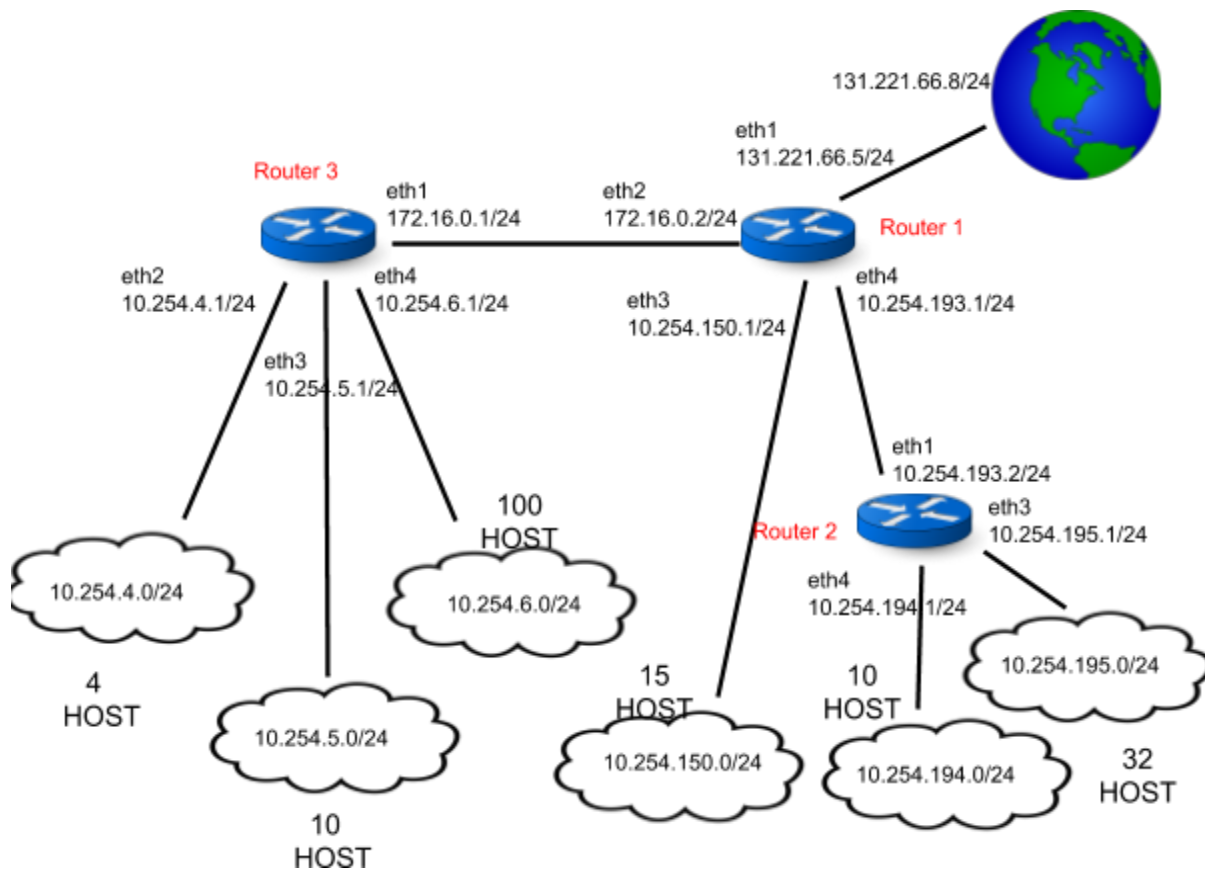 131.221.66.8/24
eth1
131.221.66.5/24
Router 3
eth1
172.16.0.1/24
eth2
172.16.0.2/24
Router 1
eth2
10.254.4.1/24
eth4
10.254.6.1/24
eth3
10.254.150.1/24
eth4
10.254.193.1/24
eth3
10.254.5.1/24
eth1
10.254.193.2/24
100
HOST
Router 2
eth3
10.254.195.1/24
eth4
10.254.194.1/24
10.254.4.0/24
10.254.6.0/24
10.254.195.0/24
4
HOST
15
HOST
10
HOST
10.254.5.0/24
10.254.150.0/24
10.254.194.0/24
32
HOST
10
HOST